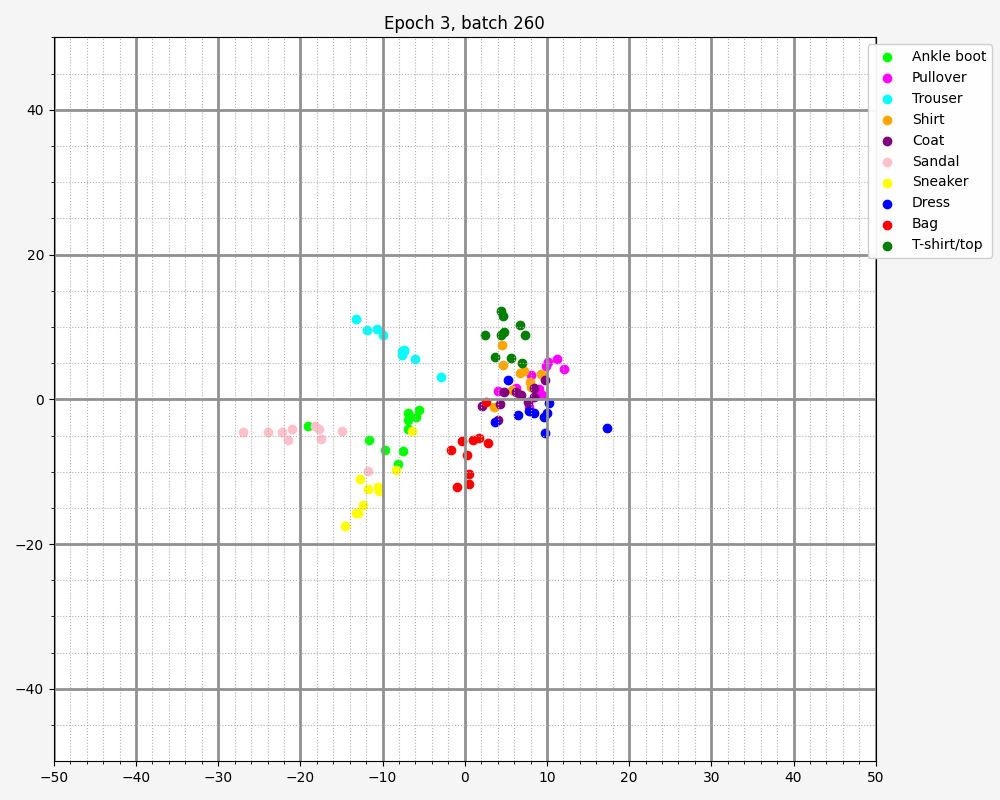 Epoch 3, batch 260
Ankle boot
Pullover
Trouser
Shirt
Coat
Sandal
Sneaker
Dress
Bag
T-shirt/top
40
20
0
−20
−40
−50 −40 −30 −20 −10 0 10 20 30 40 50